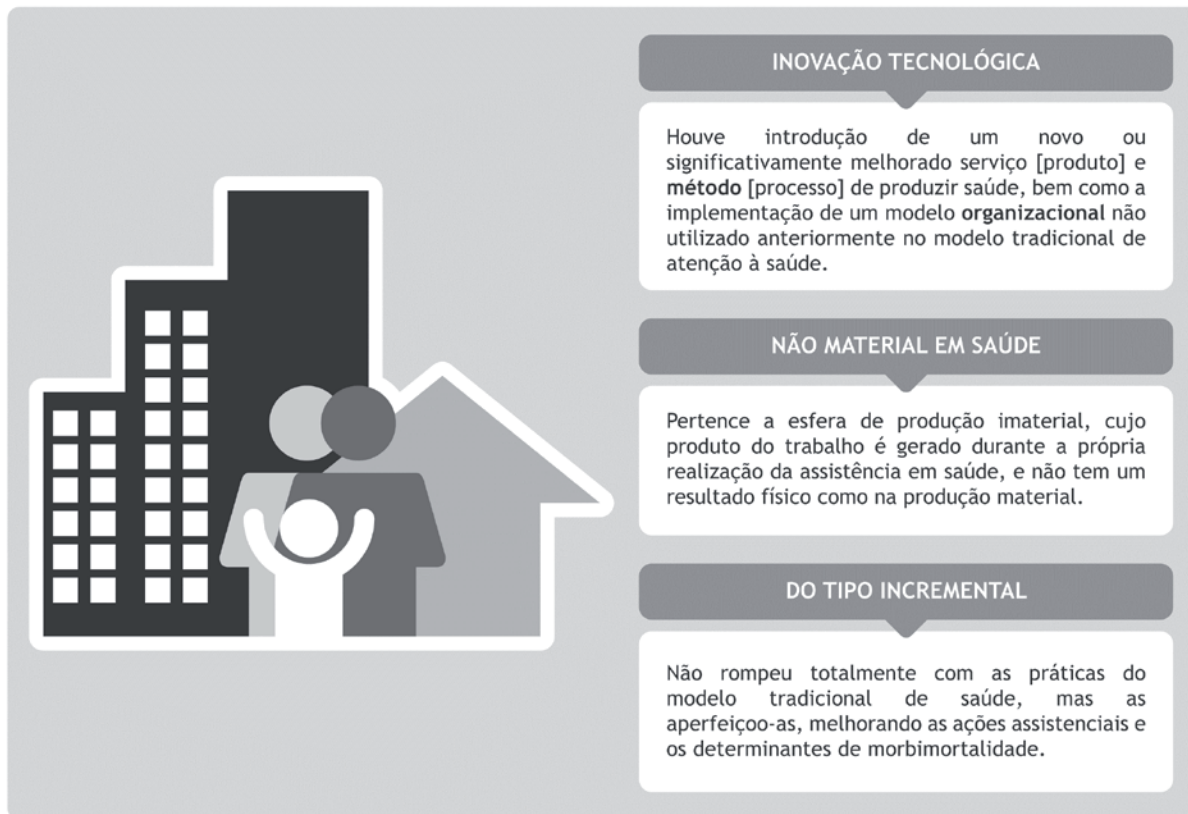 INOVAÇÃO TECNOLÓGICA
Houve introdução de um novo ou
significativamente melhorado serviço [produto] e
método [processo] de produzir saúde, bem como a
implementação de um modelo organizacional não
utilizado anteriormente no modelo tradicional de
atenção à saúde.
NÃO MATERIAL EM SAÚDE
Pertence a esfera de produção imaterial, cujo
produto do trabalho é gerado durante a própria
realização da assistência em saúde, e não tem um
resultado físico como na produção material.
DO TIPO INCREMENTAL
Não rompeu totalmente com as práticas do
modelo tradicional de saúde, mas as
aperfeiçoo-as, melhorando as ações assistenciais e
os determinantes de morbimortalidade.